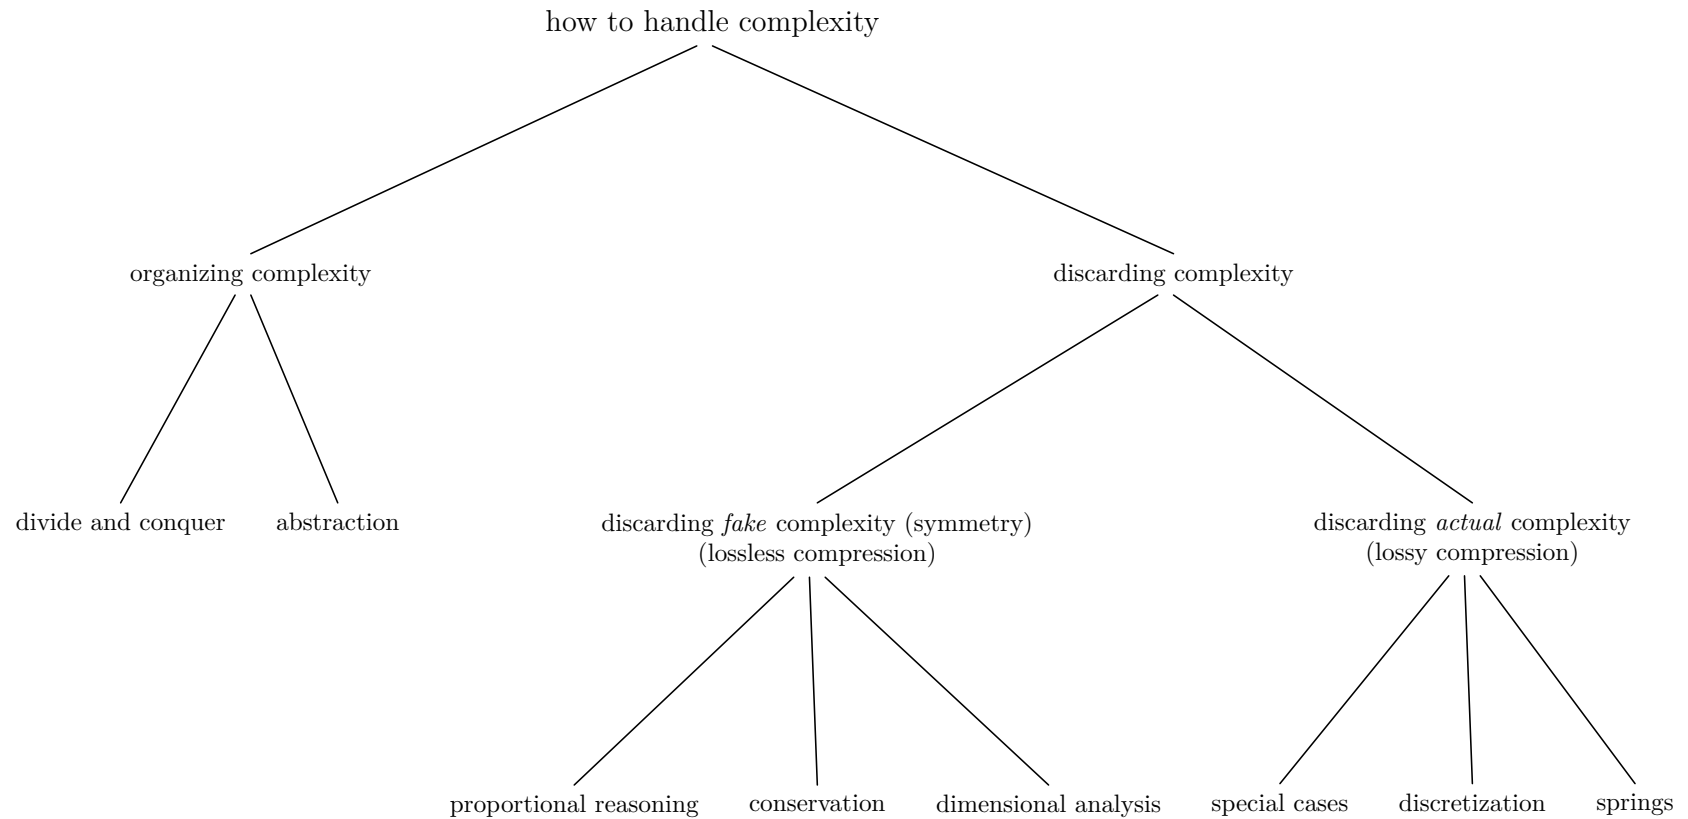 how to handle complexity
organizing complexity
discarding complexity
divide and conquer
abstraction
discarding fake complexity (symmetry)
(lossless compression)
discarding actual complexity
(lossy compression)
proportional reasoning
conservation
dimensional analysis
special cases
discretization
springs